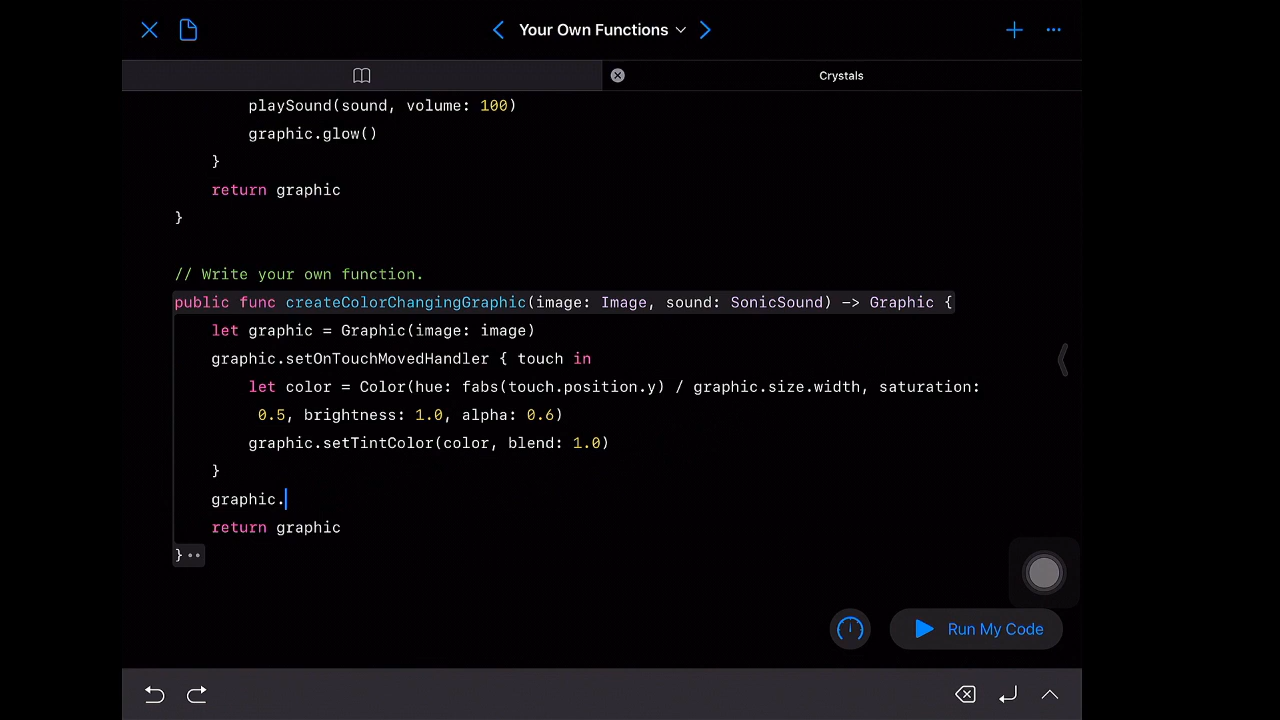 Your Own Functions
Crystals
playSound(sound, volume: 100)
graphic.glow()
}
return graphic
}
// Write your own function.
public func createColorChangingGraphic(image: Image, sound: SonicSound) -> Graphic {
let graphic = Graphic(image: image)
graphic.setOnTouchMovedHandler { touch in
let color = Color(hue: fabs(touch.position.y) / graphic.size.width, saturation:
0.5, brightness: 1.0, alpha: 0.6)
graphic.setTintColor(color, blend: 1.0)
}
graphic.
return graphic
}
Run My Code